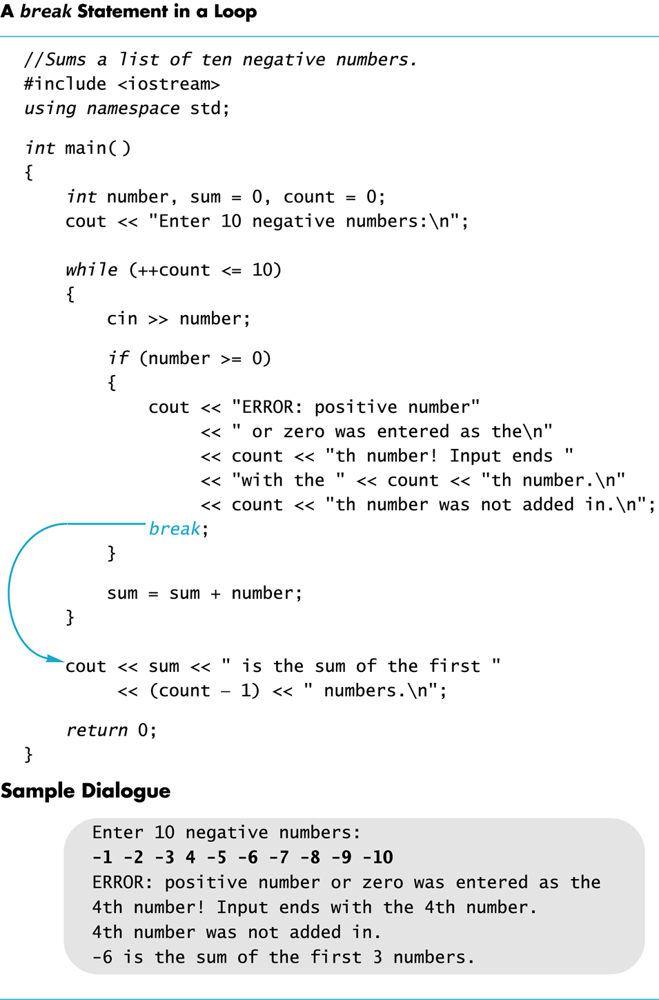 A break Statement in a Loop
//Sums a list of ten negative numbers.
#include <iostream>
using namespace std;
int main( )
{
    int number, sum = 0, count = 0;
    cout << "Enter 10 negative numbers:\n";
    while (++count <= 10)
    {
        cin >> number;
        if (number >= 0)
        {
            cout << "ERROR: positive number"
                 << " or zero was entered as the\n"
                 << count << "th number! Input ends "
                 << "with the " << count << "th number.\n"
                 << count << "th number was not added in.\n";
            break;
        }
        sum = sum + number;
    }
    cout << sum << " is the sum of the first "
         << (count – 1) << " numbers.\n";
    return 0;
}
Sample Dialogue
Enter 10 negative numbers:
-1 -2 -3 4 -5 -6 -7 -8 -9 -10
ERROR: positive number or zero was entered as the
4th number! Input ends with the 4th number.
4th number was not added in.
-6 is the sum of the first 3 numbers.